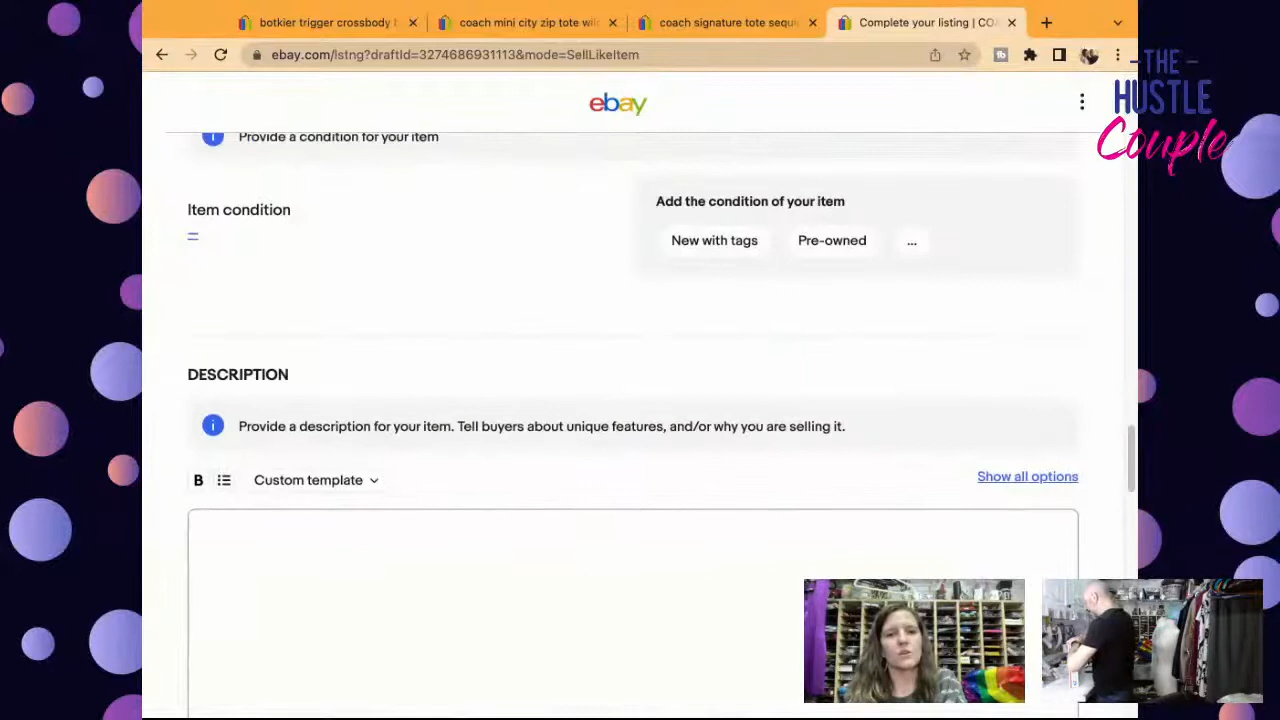 botkier trigger crossbody b
coach mini city zip tote wil
coach signature tote seque
Complete your listing | CO
ebay.com/lstng?draftId=3274686931113&mode=SellLikeItem
-THE-
HUSTLE
Couple
ebay
Provide a condition for your item
Item condition
Add the condition of your item
New with tags Pre-owned ...
DESCRIPTION
Provide a description for your item. Tell buyers about unique features, and/or why you are selling it.
B Custom template Show all options